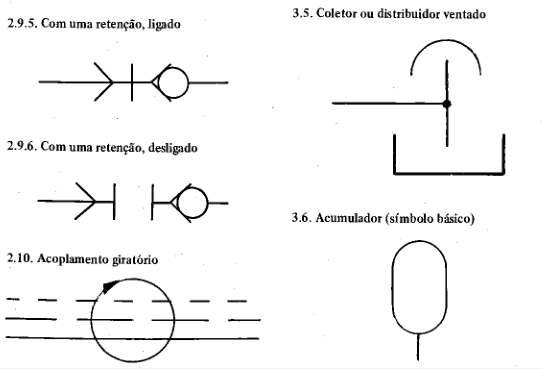 2.9.5. Com uma retenção, ligado
2.9.6. Com uma retenção, desligado
2.10. Acoplamento giratório
3.5. Coletor ou distribuidor ventado
3.6. Acumulador (símbolo básico)